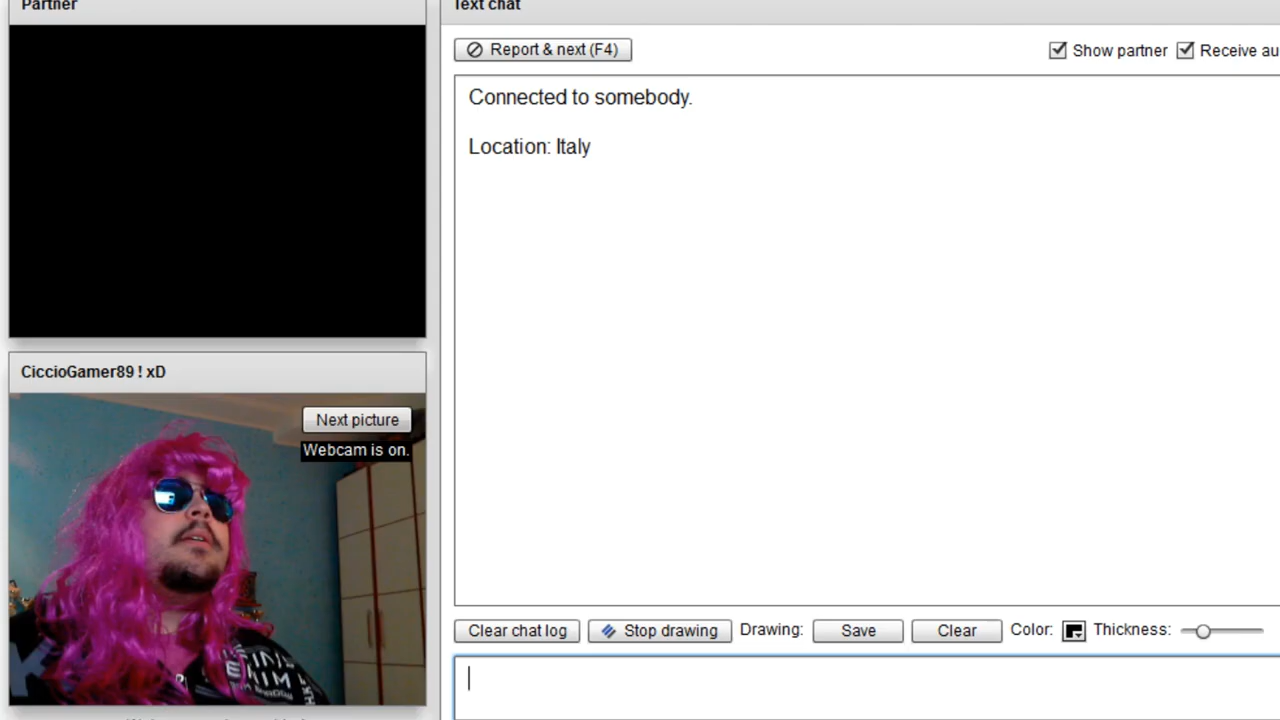 Partner
Text chat
Report & next (F4)
Show partner
Receive au
Connected to somebody.
Location: Italy
CiccioGamer89 ! xD
Next picture
Webcam is on.
Clear chat log
Stop drawing
Drawing:
Save
Clear
Color:
Thickness: